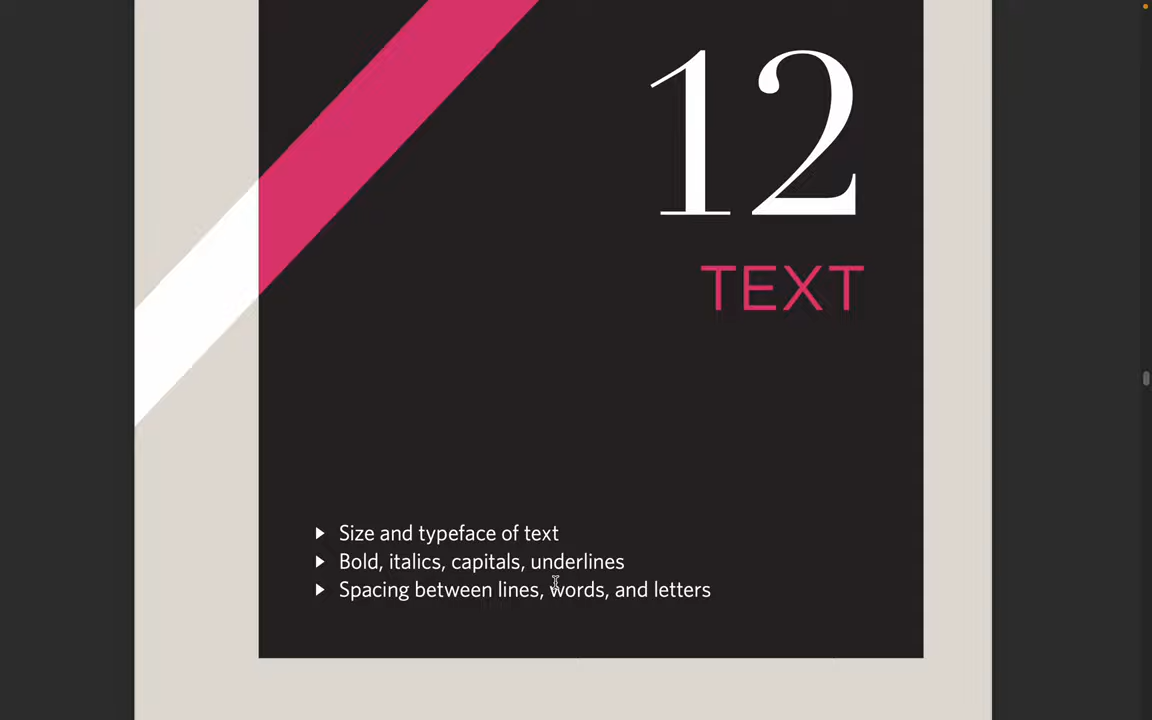 12
TEXT
Size and typeface of text
Bold, italics, capitals, underlines
Spacing between lines, words, and letters